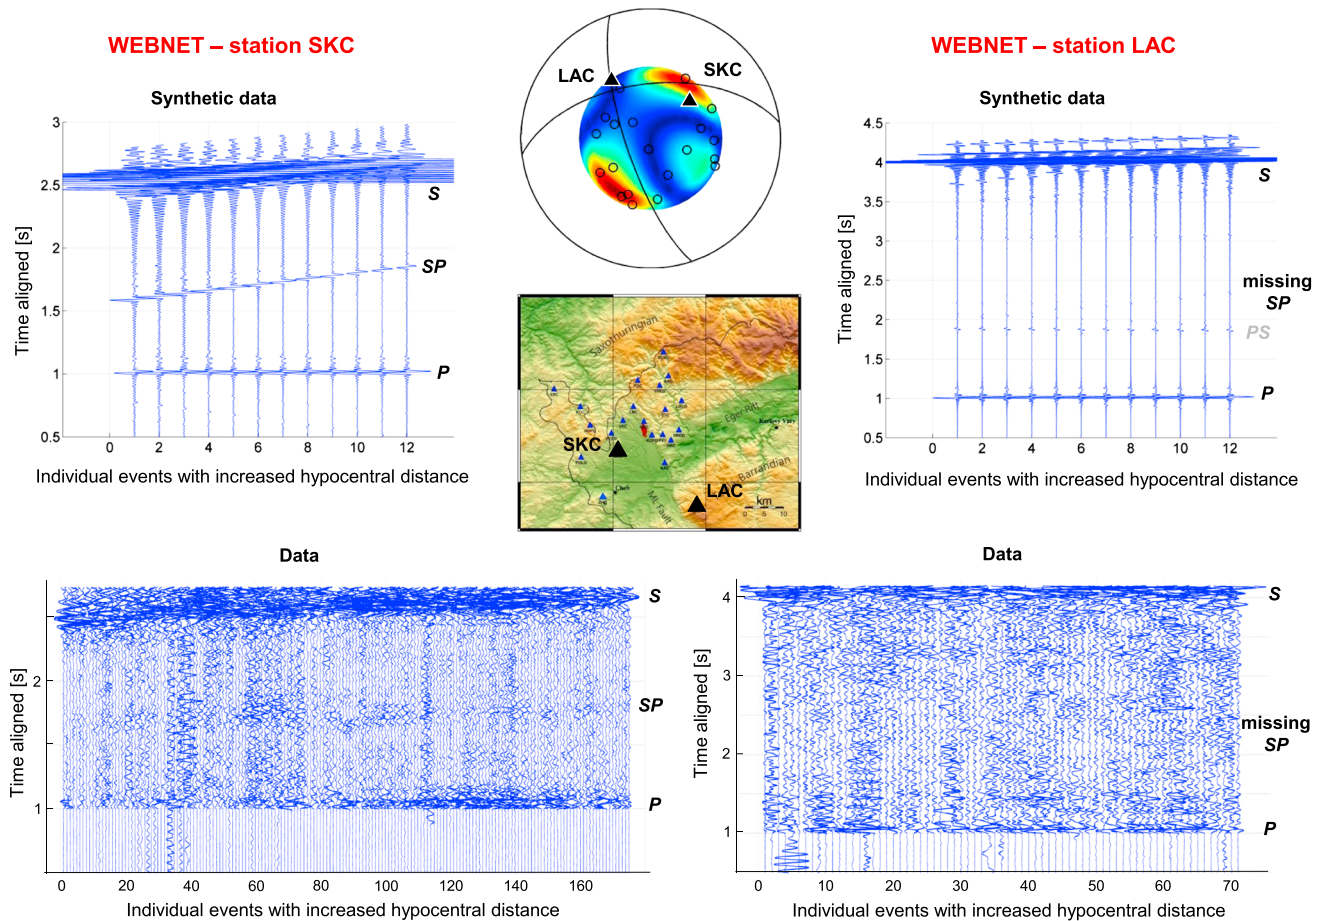 WEBNET – station SKC
WEBNET – station LAC
Synthetic data
3
2.5
2
1.5
1
0.5
Time aligned [s]
S
SP
P
0 2 4 6 8 10 12
Individual events with increased hypocentral distance
LAC
SKC
Synthetic data
4.5
4
3.5
3
2.5
2
1.5
1
0.5
Time aligned [s]
S
missing
SP
PS
P
0 2 4 6 8 10 12
Individual events with increased hypocentral distance
Saxothuringian
Eger Rift
Karlovy Vary
Barrandian
SKC
Cheb
Ml. Fault
LAC
km
0 5 10
Data
2
1
Time aligned [s]
S
SP
P
0 20 40 60 80 100 120 140 160
Individual events with increased hypocentral distance
Data
4
3
2
1
Time aligned [s]
S
missing
SP
P
0 10 20 30 40 50 60 70
Individual events with increased hypocentral distance